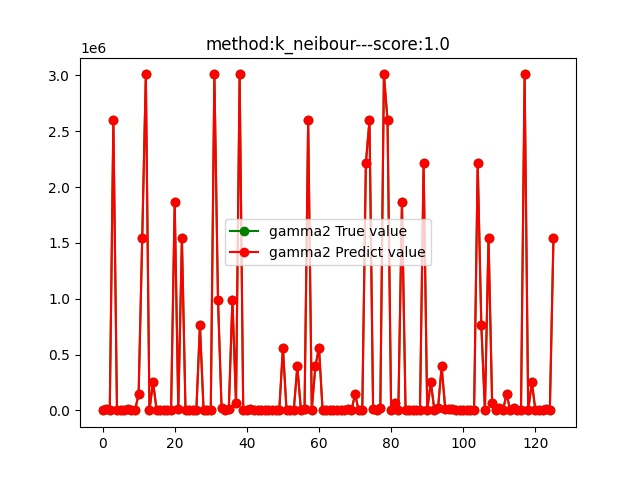 method:k_neibour---score:1.0
1e6
3.0
2.5
2.0
1.5
1.0
0.5
0.0
gamma2 True value
gamma2 Predict value
0 20 40 60 80 100 120